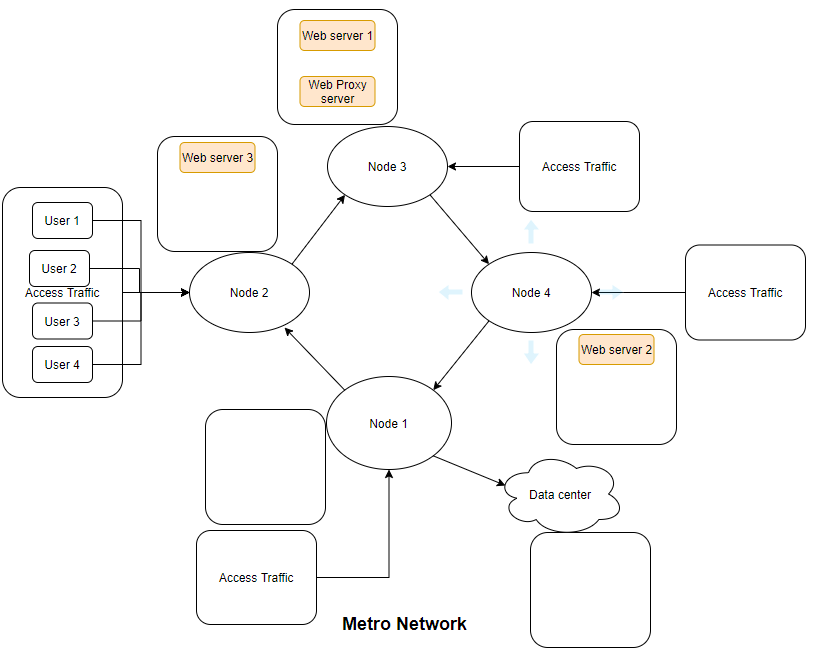 Web server 1
Web Proxy
server
Web server 3
Node 3
Access Traffic
User 1
User 2
Access Traffic
User 3
User 4
Node 2
Node 4
Access Traffic
Web server 2
Node 1
Data center
Access Traffic
Metro Network